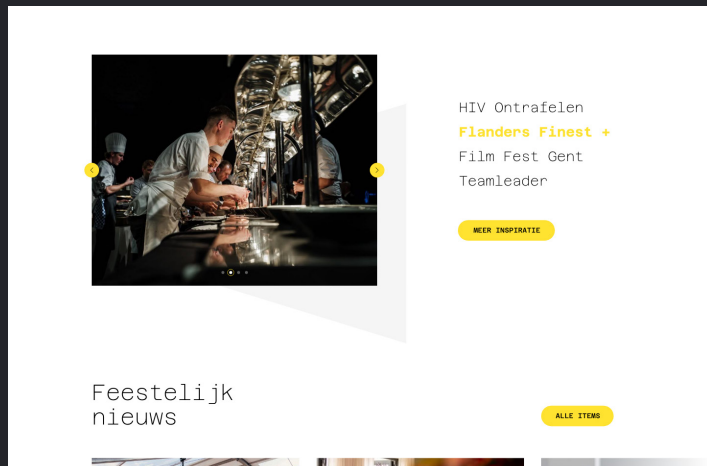 HIV Ontrafelen
Flanders Finest +
Film Fest Gent
Teamleader
MEER INSPIRATIE
Feestelijk
nieuws
ALLE ITEMS